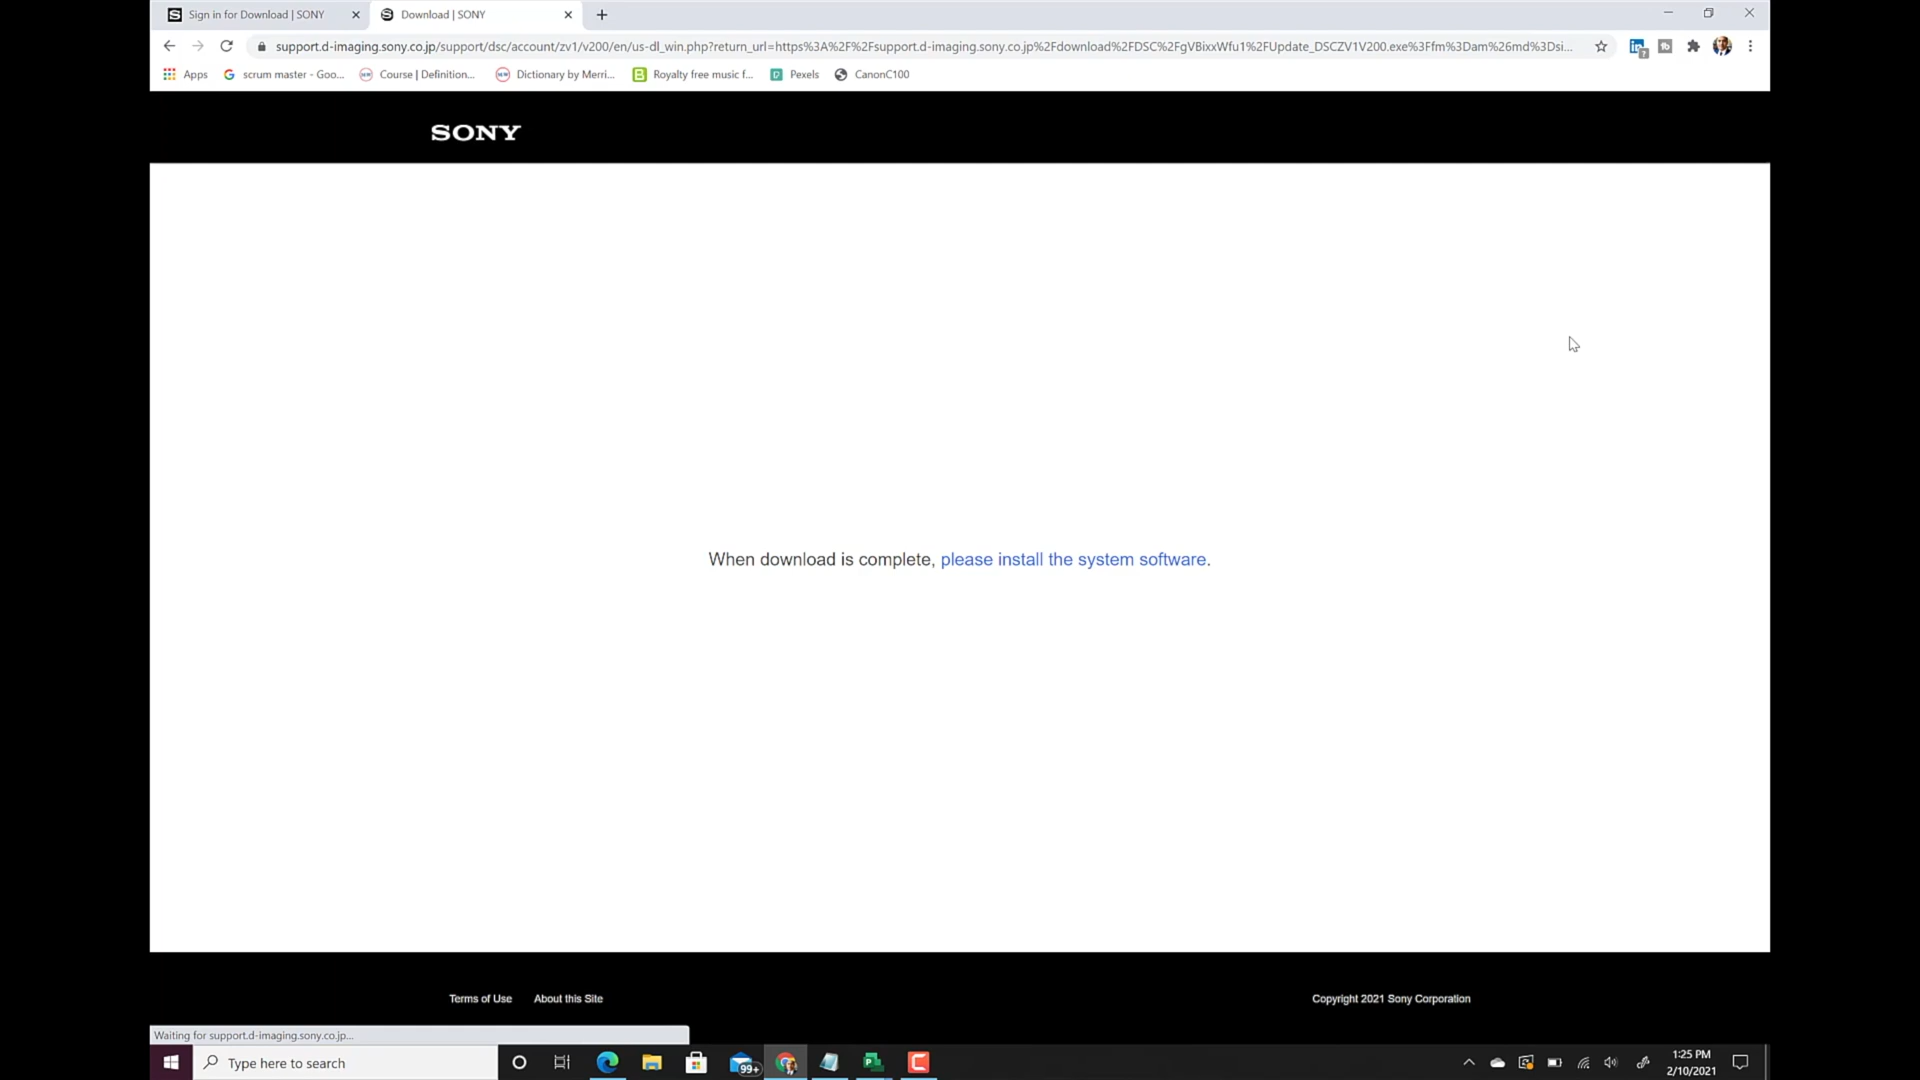 Sign in for Download | SONY
Download | SONY
support.d-imaging.sony.co.jp/support/dsc/account/zv1/v200/en/us-dl_win.php?return_url=https%3A%2F%2Fsupport.d-imaging.sony.co.jp%2Fdownload%2FDSC%2FgVBixxWfu1%2FUpdate_DSCZV1V200.exe%3Ffm%3Dam%26md%3Dsi...
Apps
scrum master - Goo...
Course | Definition...
Dictionary by Merri...
Royalty free music f...
Pexels
CanonC100
SONY
When download is complete, please install the system software.
Terms of Use
About this Site
Copyright 2021 Sony Corporation
Waiting for support.d-imaging.sony.co.jp...
Type here to search
99+
1:25 PM
2/10/2021